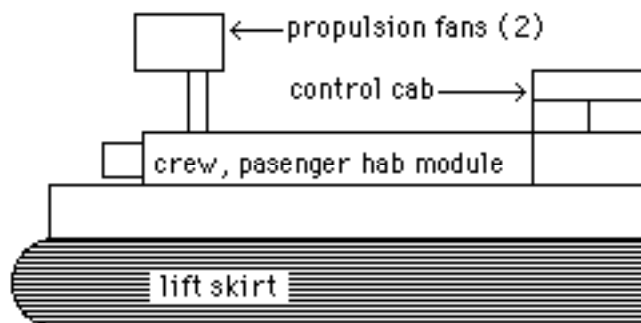 propulsion fans (2)
control cab
crew, pasenger hab module
lift skirt